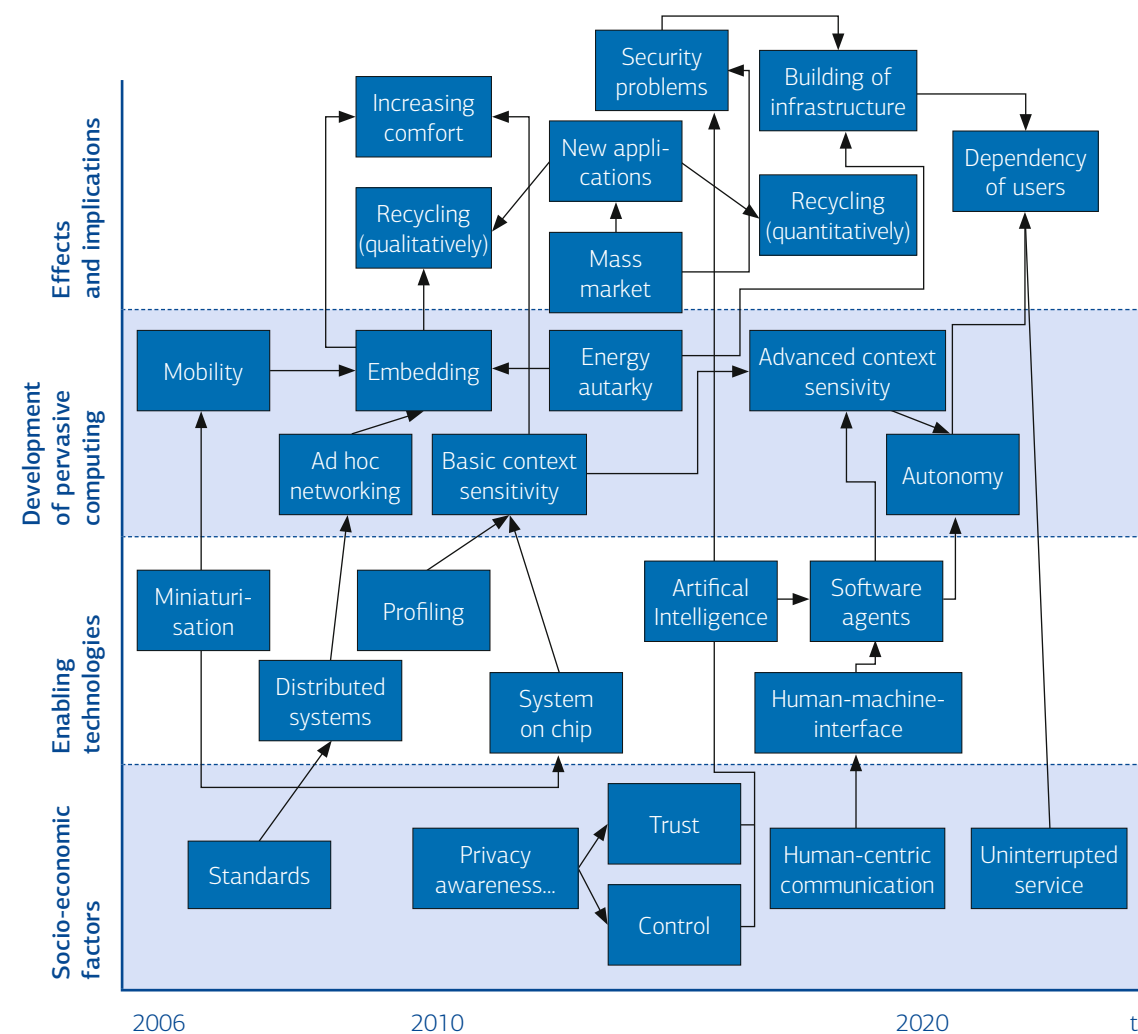 Effects
and implications
Security
problems
Building of
infrastructure
Increasing
comfort
New appli-
cations
Dependency
of users
Recycling
(qualitatively)
Recycling
(quantitatively)
Mass
market
Development
of pervasive
computing
Mobility
Embedding
Energy
autarky
Advanced context
sensivity
Ad hoc
networking
Basic context
sensitivity
Autonomy
Enabling
technologies
Miniaturi-
sation
Profiling
Artifical
Intelligence
Software
agents
Distributed
systems
System
on chip
Human-machine-
interface
Socio-economic
factors
Standards
Privacy
awareness...
Trust
Control
Human-centric
communication
Uninterrupted
service
2006
2010
2020
t